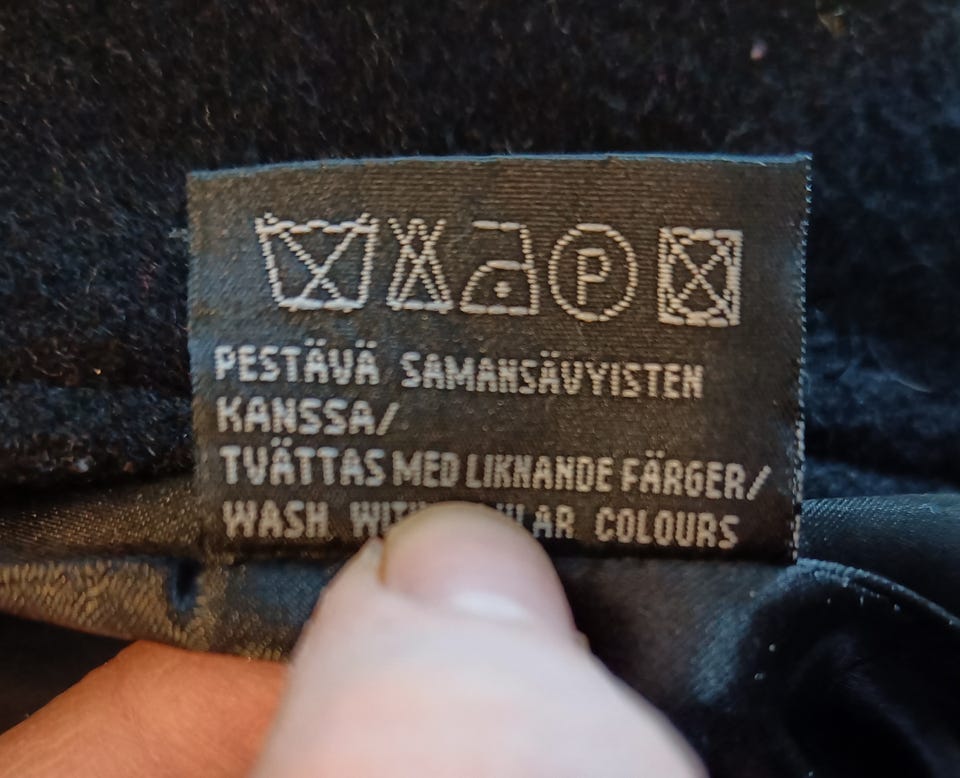 P
PESTÄVÄ SAMANSÄVYISTEN
KANSSA/
TVÄTTAS MED LIKNANDE FÄRGER/
WASH COLOURS